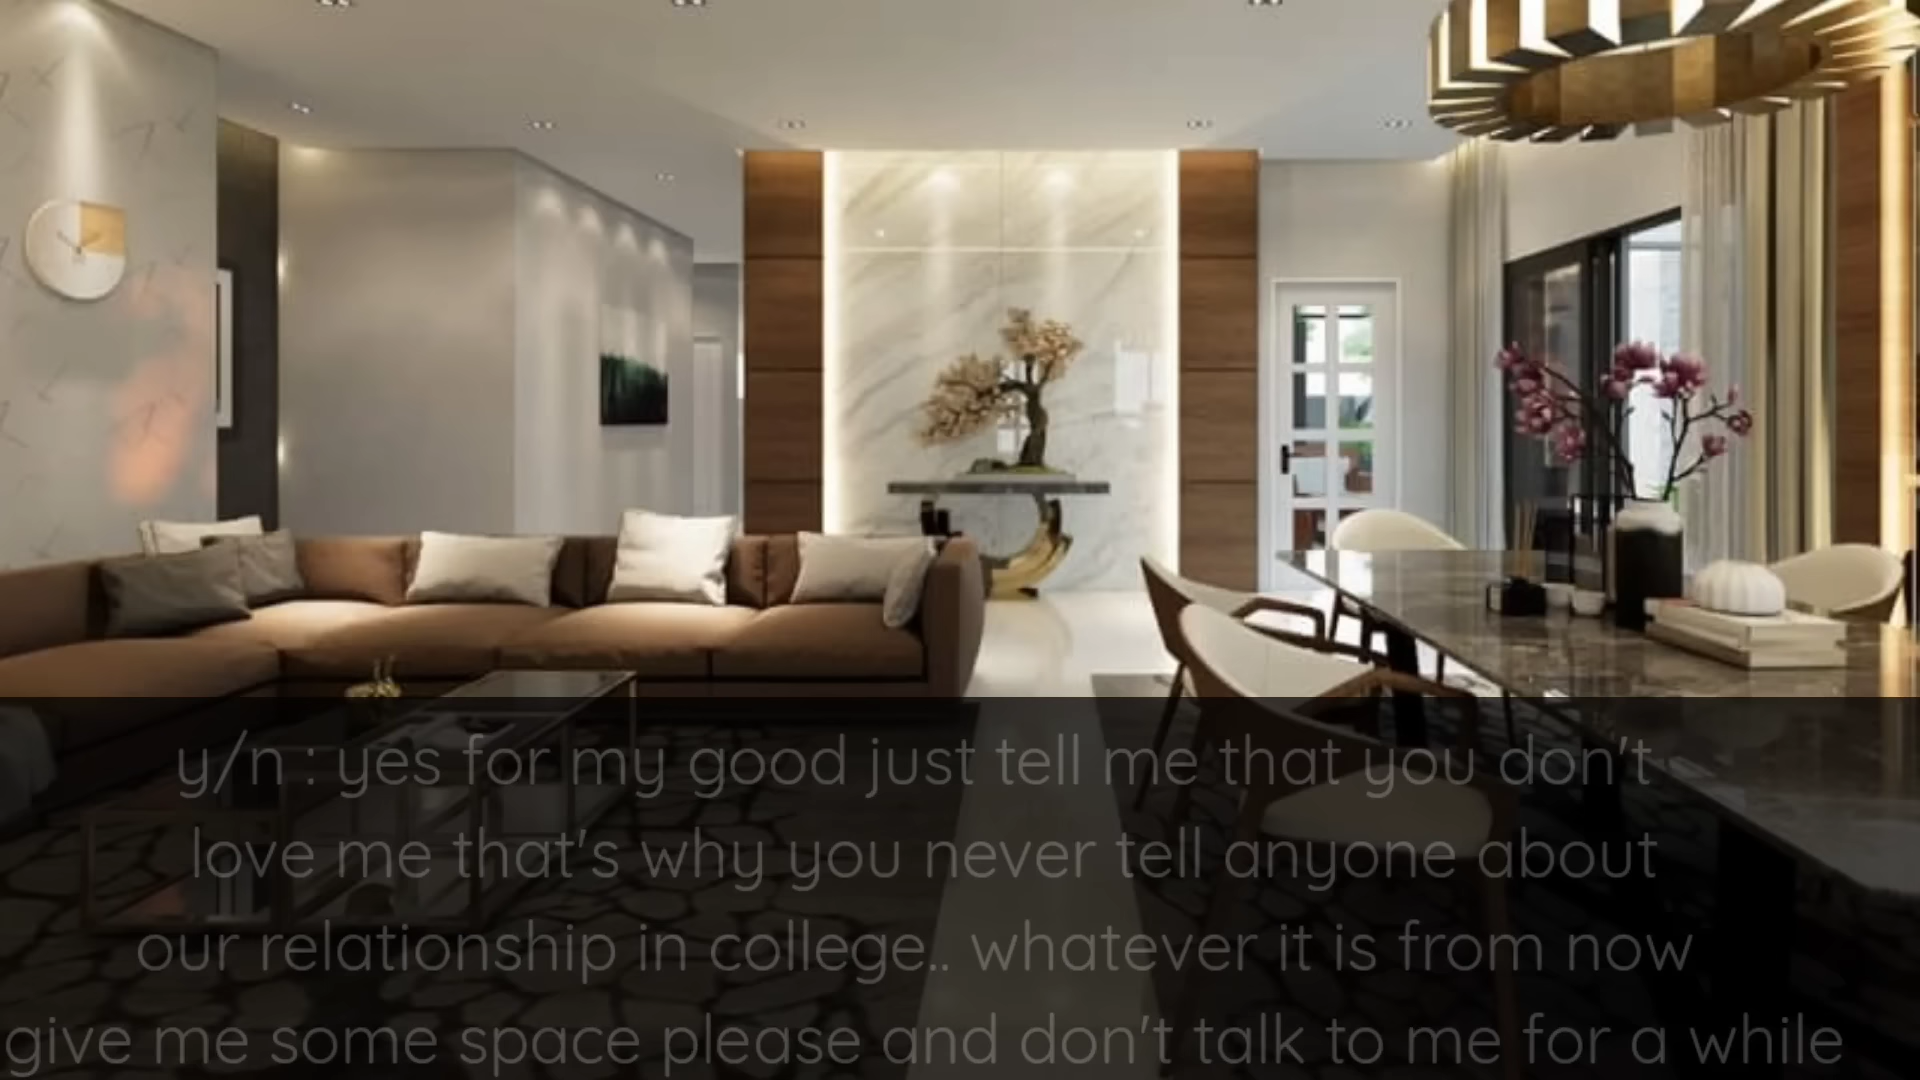 y/n : yes for my good just tell me that you don't
love me that's why you never tell anyone about
our relationship in college.. whatever it is from now
give me some space please and don't talk to me for a while